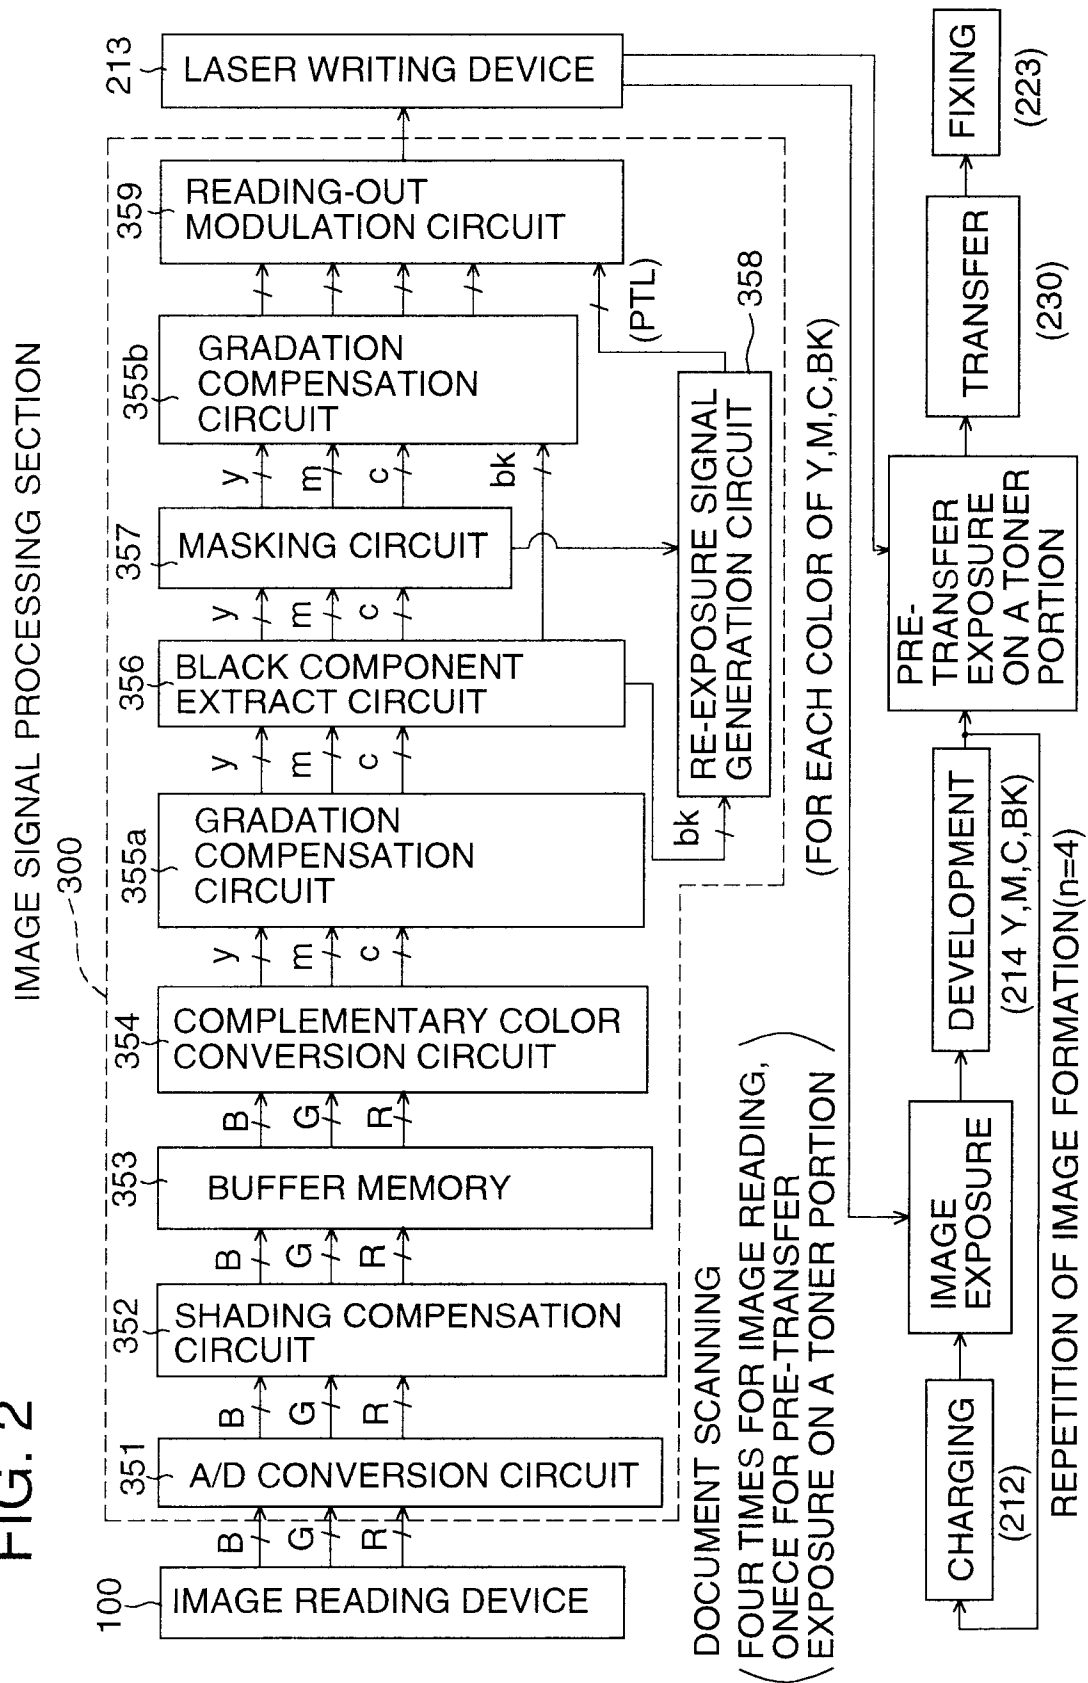 FIG. 2
IMAGE SIGNAL PROCESSING SECTION
300
100
IMAGE READING DEVICE
B
G
R
351
A/D CONVERSION CIRCUIT
B
G
R
352
SHADING COMPENSATION
CIRCUIT
B
G
R
353
BUFFER MEMORY
B
G
R
354
COMPLEMENTARY COLOR
CONVERSION CIRCUIT
y
m
c
355a
GRADATION
COMPENSATION
CIRCUIT
y
m
c
356
BLACK COMPONENT
EXTRACT CIRCUIT
y
m
c
357
MASKING CIRCUIT
y
m
c
bk
355b
GRADATION
COMPENSATION
CIRCUIT
359
READING-OUT
MODULATION CIRCUIT
213
LASER WRITING DEVICE
bk
RE-EXPOSURE SIGNAL
GENERATION CIRCUIT
358
(PTL)
DOCUMENT SCANNING
(FOUR TIMES FOR IMAGE READING,
ONECE FOR PRE-TRANSFER
EXPOSURE ON A TONER PORTION)
(FOR EACH COLOR OF Y,M,C,BK)
CHARGING
(212)
IMAGE
EXPOSURE
DEVELOPMENT
(214 Y,M,C,BK)
PRE-
TRANSFER
EXPOSURE
ON A TONER
PORTION
TRANSFER
(230)
FIXING
(223)
REPETITION OF IMAGE FORMATION(n=4)